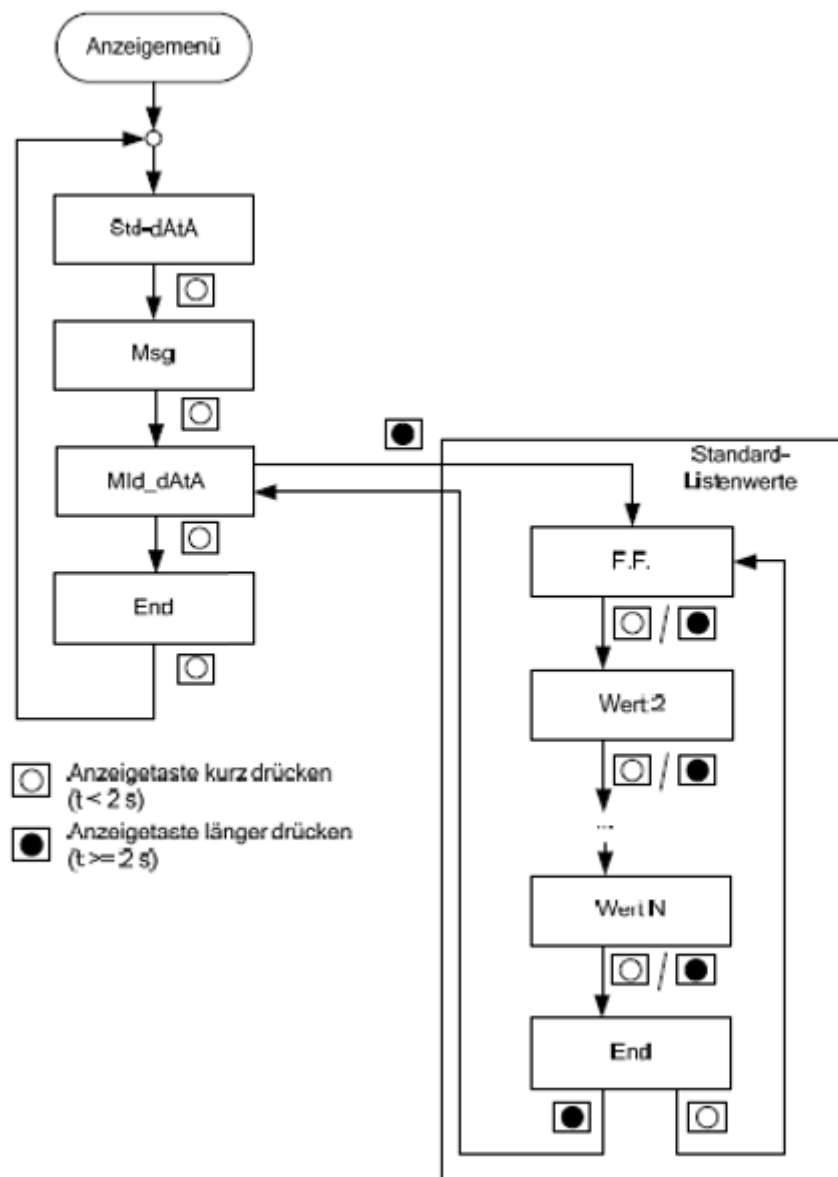 Anzeigemenü
Std-dAtA
Msg
Mld_dAtA
End
Anzeigetaste kurz drücken
(t < 2 s)
Anzeigetaste länger drücken
(t >= 2 s)
Standard-
Listenwerte
F.F.
/
Wert 2
/
...
Wert N
/
End